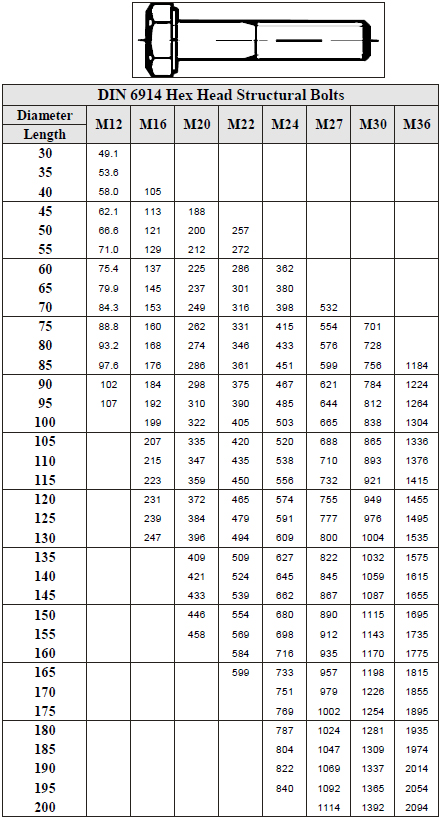 DIN 6914 Hex Head Structural Bolts
Diameter M12 M16 M20 M22 M24 M27 M30 M36
Length
30 49.1
35 53.6
40 58.0 105
45 62.1 113 188
50 66.6 121 200 257
55 71.0 129 212 272
60 75.4 137 225 286 362
65 79.9 145 237 301 380
70 84.3 153 249 316 398 532
75 88.8 160 262 331 415 554 701
80 93.2 168 274 346 433 576 728
85 97.6 176 286 361 451 599 756 1184
90 102 184 298 375 467 621 784 1224
95 107 192 310 390 485 644 812 1264
100 199 322 405 503 665 838 1304
105 207 335 420 520 688 865 1336
110 215 347 435 538 710 893 1376
115 223 359 450 556 732 921 1415
120 231 372 465 574 755 949 1455
125 239 384 479 591 777 976 1495
130 247 396 494 609 800 1004 1535
135 409 509 627 822 1032 1575
140 421 524 645 845 1059 1615
145 433 539 662 867 1087 1655
150 446 554 680 890 1115 1695
155 458 569 698 912 1143 1735
160 584 716 935 1170 1775
165 599 733 957 1198 1815
170 751 979 1226 1855
175 769 1002 1254 1895
180 787 1024 1281 1935
185 804 1047 1309 1974
190 822 1069 1337 2014
195 840 1092 1365 2054
200 1114 1392 2094